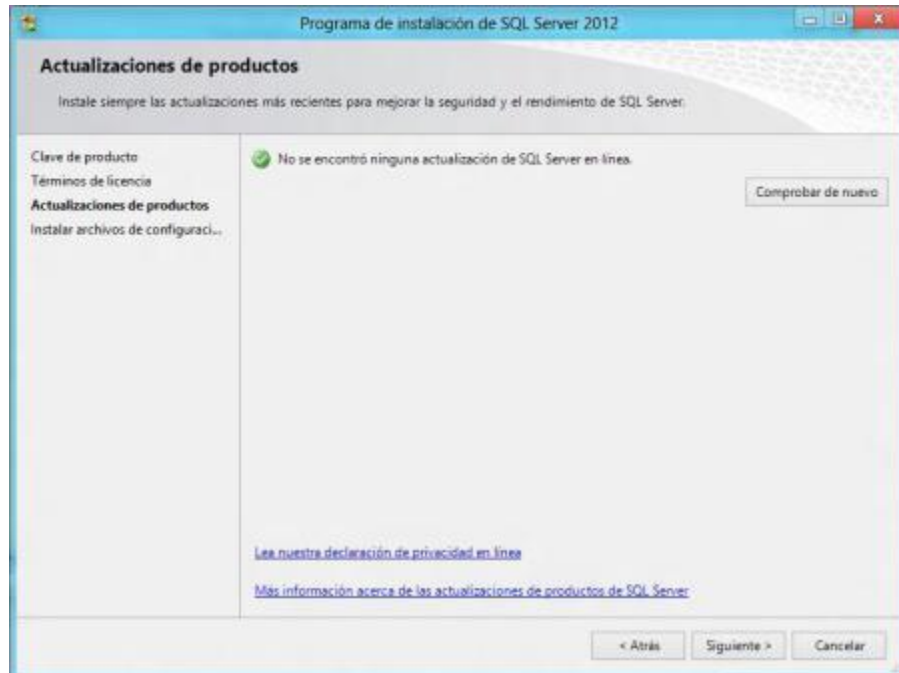 Programa de instalación de SQL Server 2012
Actualizaciones de productos
Instale siempre las actualizaciones más recientes para mejorar la seguridad y el rendimiento de SQL Server.
Clave de producto
Términos de licencia
Actualizaciones de productos
Instalar archivos de configuraci...
No se encontró ninguna actualización de SQL Server en línea.
Comprobar de nuevo
Lea nuestra declaración de privacidad en línea
Más información acerca de las actualizaciones de productos de SQL Server
< Atrás
Siguiente >
Cancelar